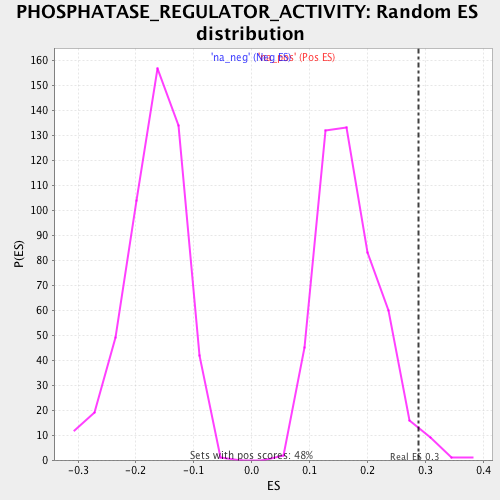 PHOSPHATASE_REGULATOR_ACTIVITY: Random ES
distribution
'na_neg' (Neg ES) 'na_pos' (Pos ES)
160
150
140
130
120
110
100
90
80
70
60
50
40
30
20
10
0
P(ES)
Sets with pos scores: 48%
Real ES 0.3
-0.3 -0.2 -0.1 0.0 0.1 0.2 0.3 0.4
ES